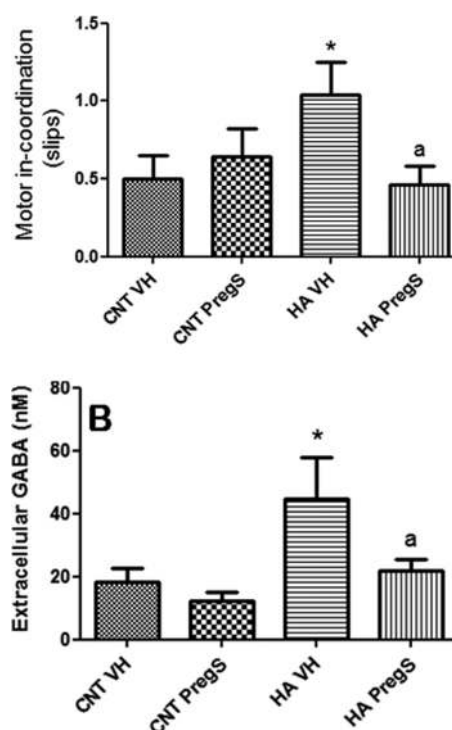 Motor in-coordination
(slips)
1.5
1.0
0.5
0.0
*
a
CNT VH
CNT PregS
HA VH
HA PregS
B
Extracellular GABA (nM)
80
60
40
20
0
*
a
CNT VH
CNT PregS
HA VH
HA PregS